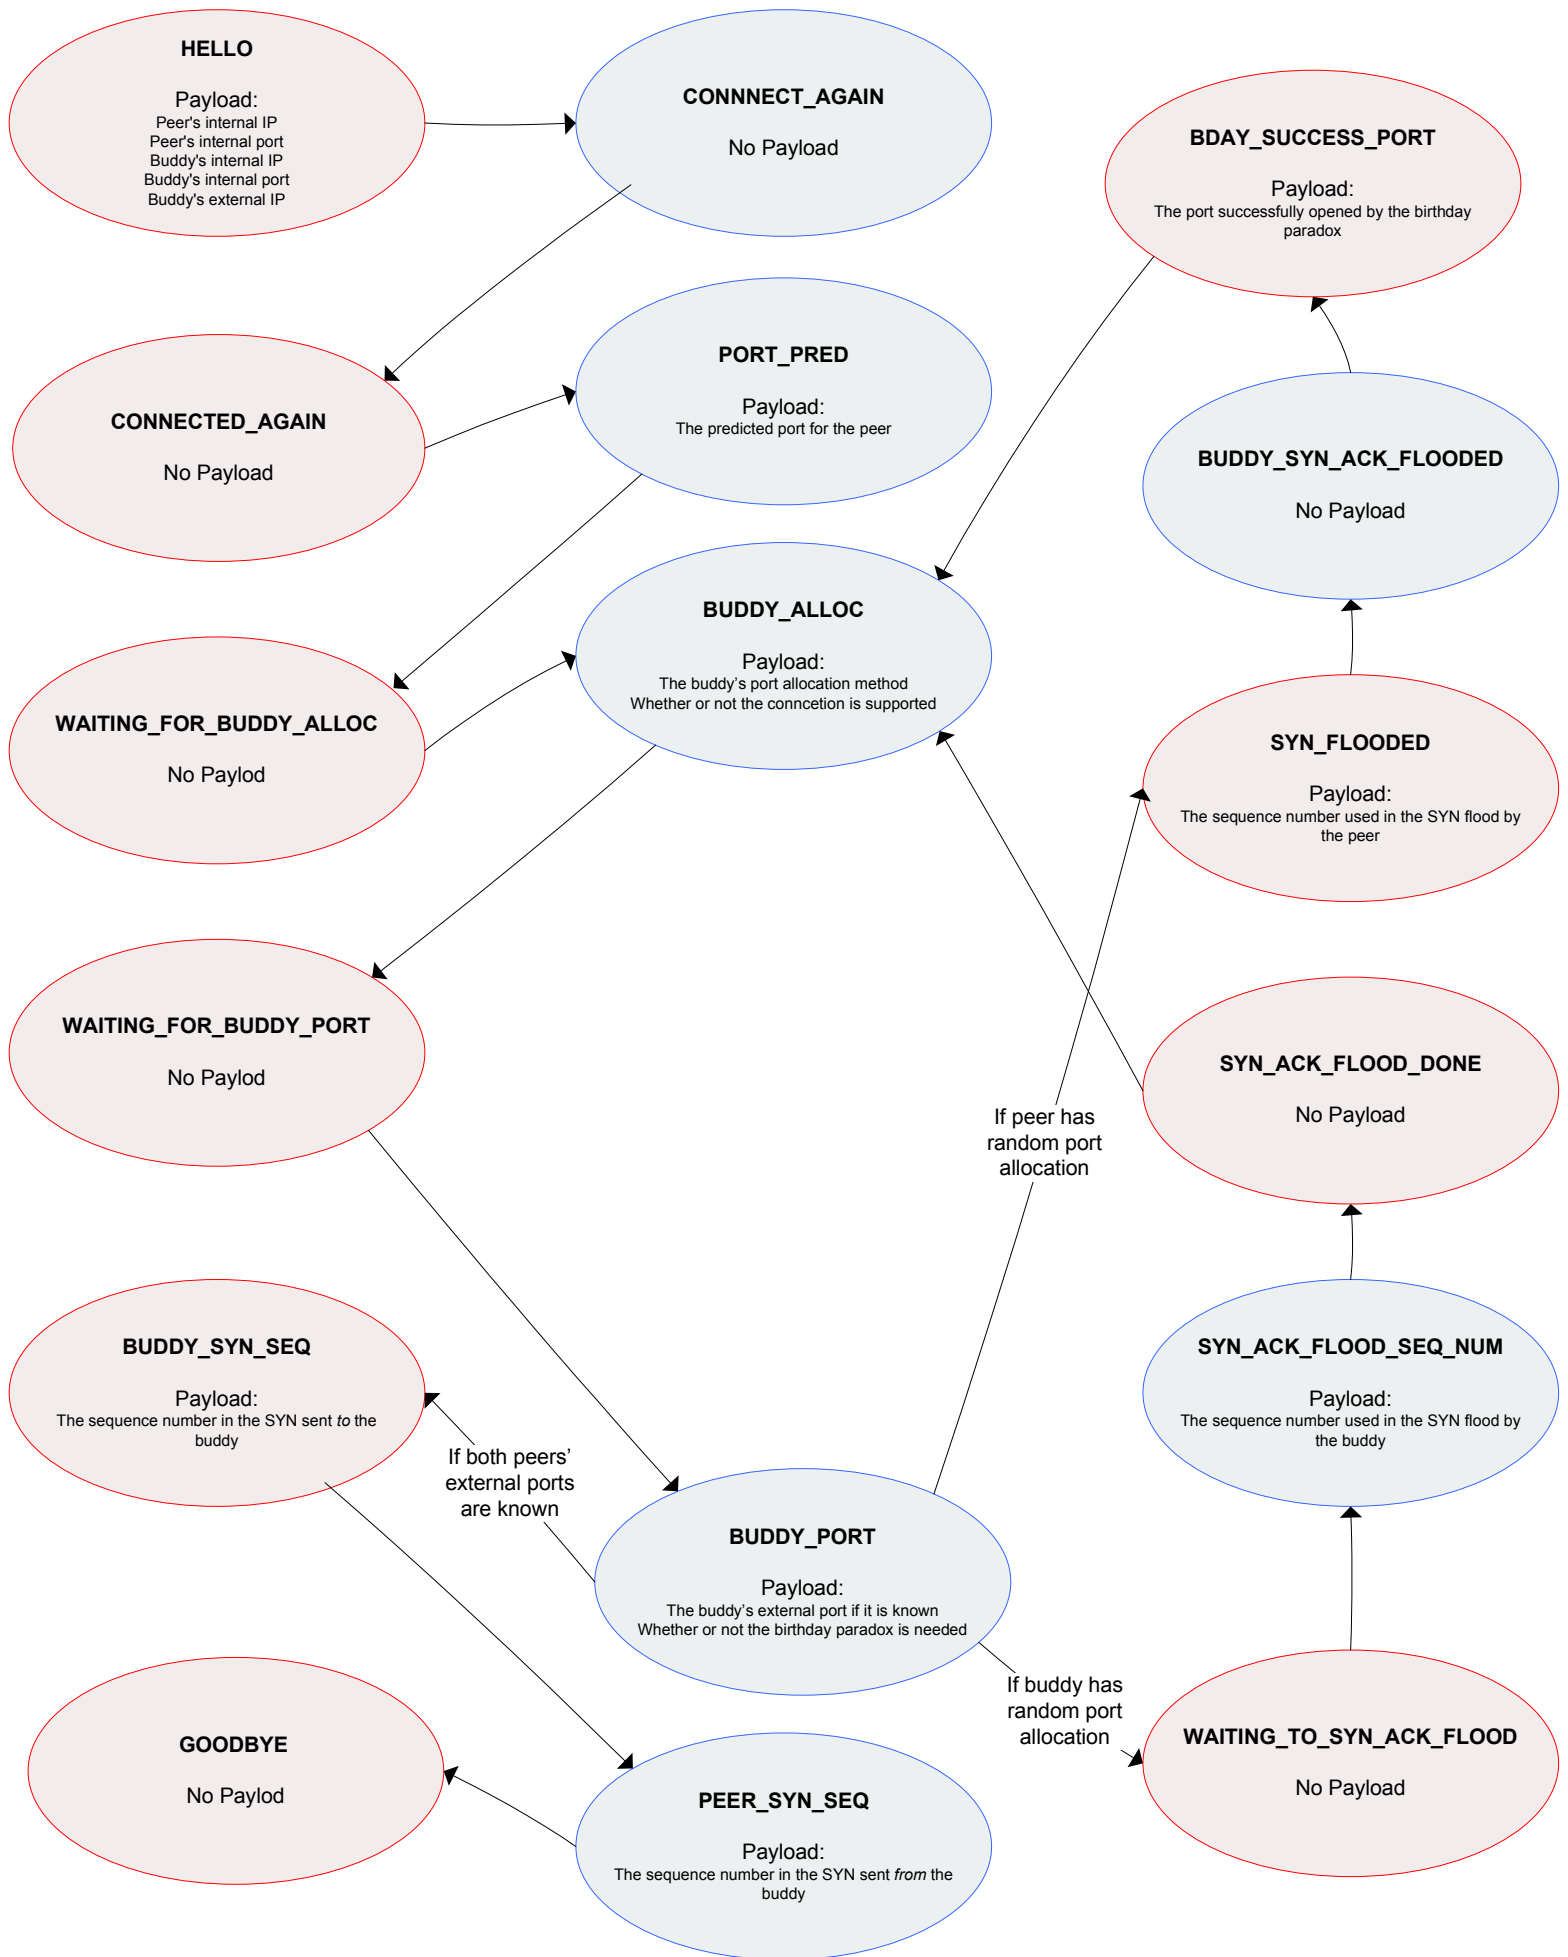 HELLO
Payload:
Peer's internal IP
Peer's internal port
Buddy's internal IP
Buddy's internal port
Buddy's external IP
CONNNECT_AGAIN
No Payload
BDAY_SUCCESS_PORT
Payload:
The port successfully opened by the birthday
paradox
CONNECTED_AGAIN
No Payload
PORT_PRED
Payload:
The predicted port for the peer
BUDDY_SYN_ACK_FLOODED
No Payload
WAITING_FOR_BUDDY_ALLOC
No Paylod
BUDDY_ALLOC
Payload:
The buddy’s port allocation method
Whether or not the conncetion is supported
SYN_FLOODED
Payload:
The sequence number used in the SYN flood by
the peer
WAITING_FOR_BUDDY_PORT
No Paylod
If peer has
random port
allocation
SYN_ACK_FLOOD_DONE
No Payload
BUDDY_SYN_SEQ
Payload:
The sequence number in the SYN sent to the
buddy
If both peers’
external ports
are known
SYN_ACK_FLOOD_SEQ_NUM
Payload:
The sequence number used in the SYN flood by
the buddy
BUDDY_PORT
Payload:
The buddy’s external port if it is known
Whether or not the birthday paradox is needed
If buddy has
random port
allocation
WAITING_TO_SYN_ACK_FLOOD
No Payload
GOODBYE
No Paylod
PEER_SYN_SEQ
Payload:
The sequence number in the SYN sent from the
buddy